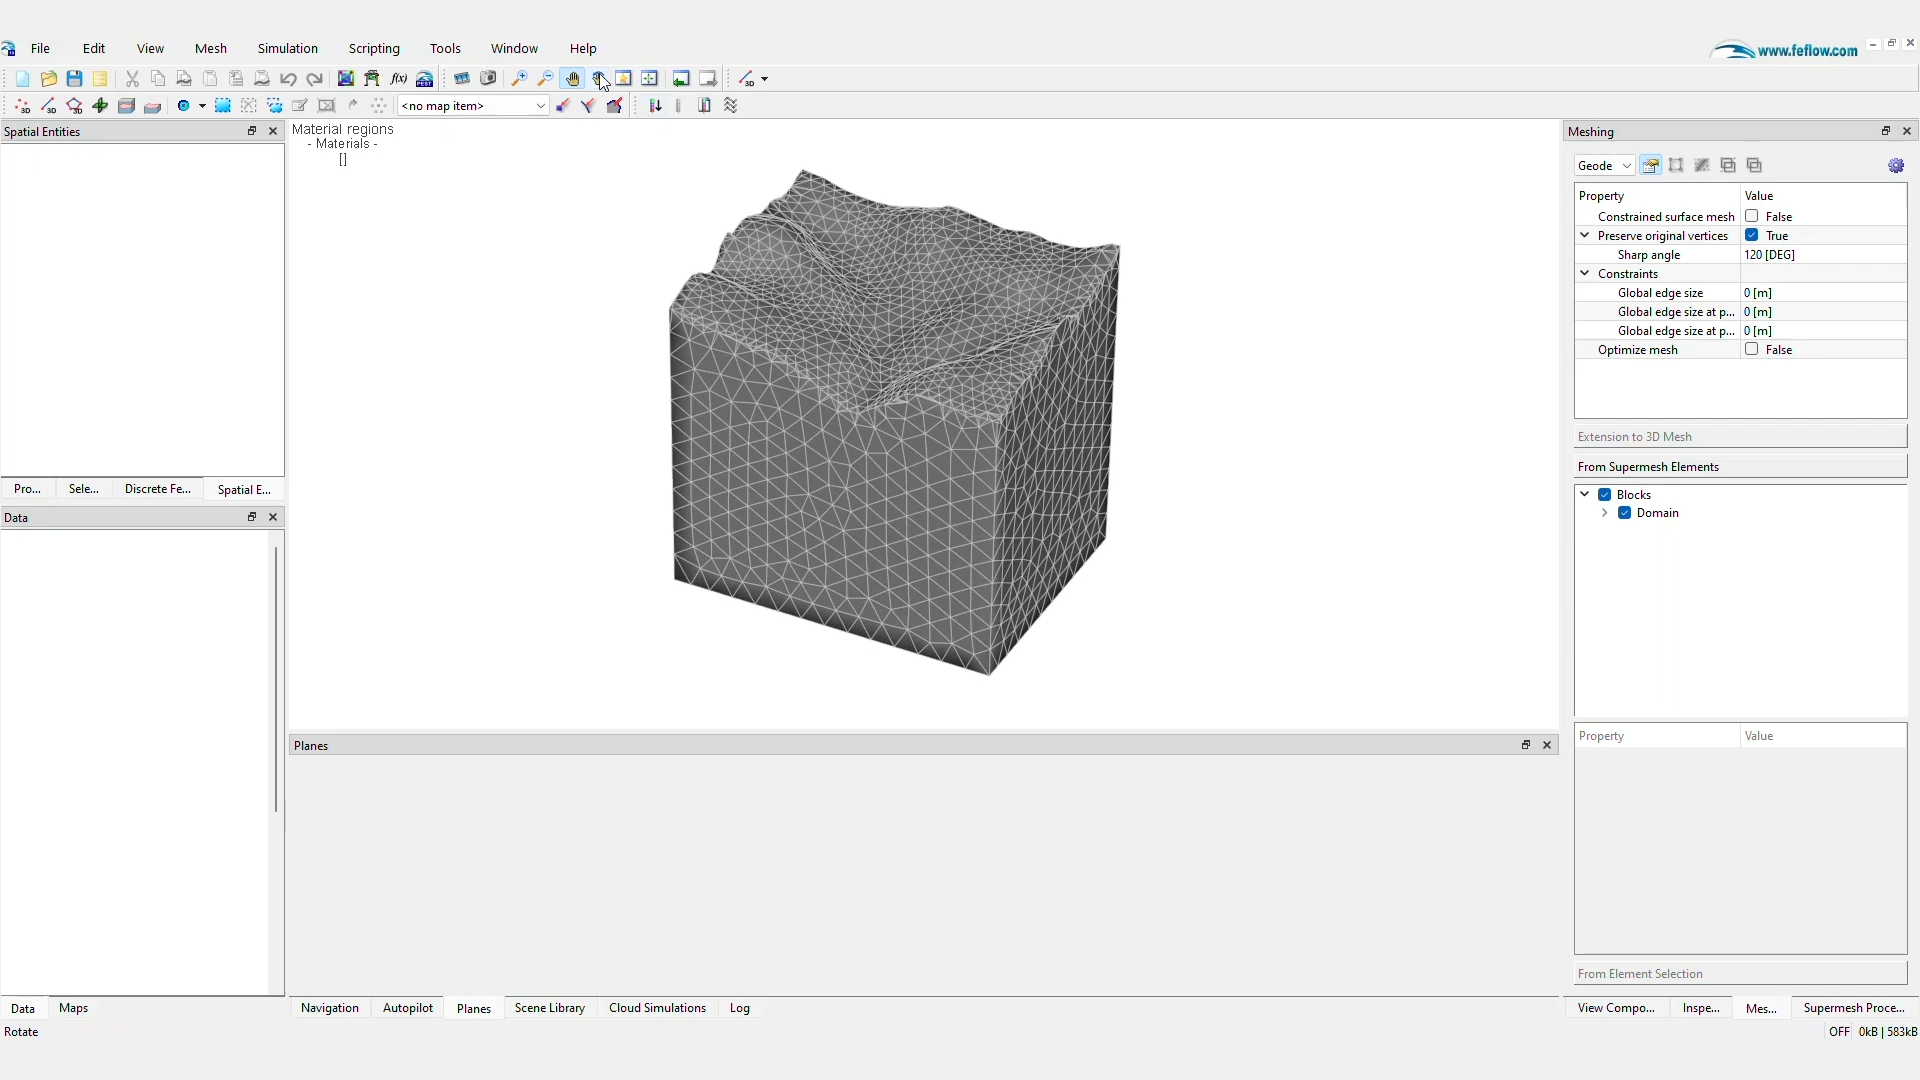 File Edit View Mesh Simulation Scripting Tools Window Help
www.feflow.com
f(x)
PEST
3D
3D 3D 3D <no map item>
Spatial Entities
Pro... Sele... Discrete Fe... Spatial E...
Data
Data Maps
Rotate
Material regions
- Materials -
[]
Planes
Navigation Autopilot Planes Scene Library Cloud Simulations Log
Meshing
Geode
Property Value
Constrained surface mesh False
Preserve original vertices True
Sharp angle 120 [DEG]
Constraints
Global edge size 0 [m]
Global edge size at p... 0 [m]
Global edge size at p... 0 [m]
Optimize mesh False
Extension to 3D Mesh
From Supermesh Elements
Blocks
Domain
Property Value
From Element Selection
View Compo... Inspe... Mes... Supermesh Proce...
OFF 0kB | 583kB